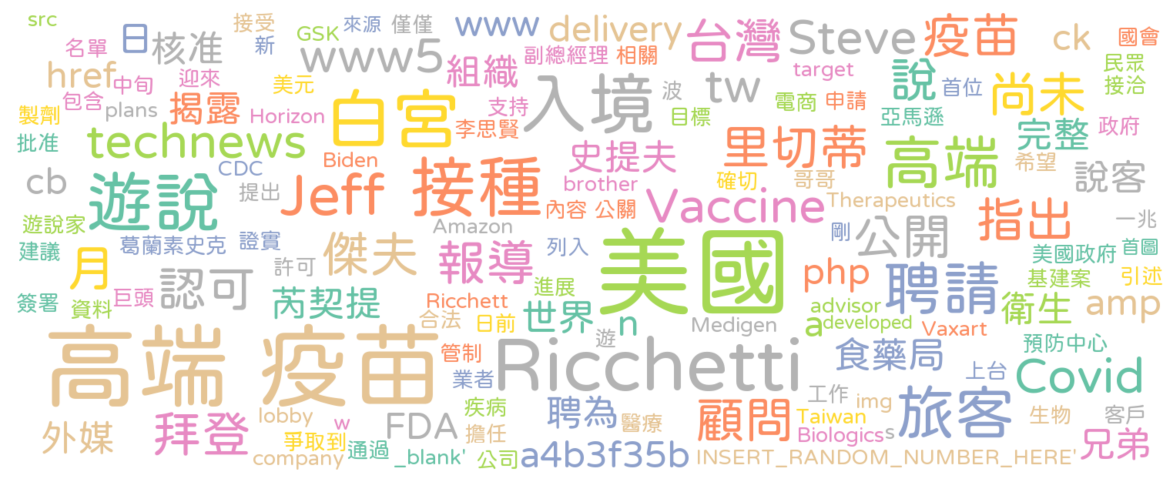 src
接受
新
GSK
來源
僅僅
www
delivery
台灣
Steve
疫苗
ck
國會
名單
日
核准
www5
副總經理
相關
民眾
接洽
href
中旬
迎來
美元
組織
入境
波
tw
target
電商
申請
說
首位
尚未
製劑
包含
plans
揭露
Horizon
白宮
支持
李思賢
目標
亞馬遜
完整
政府
批准
technews
Biden
史提夫
里切蒂
高端
希望
說客
cb
CDC
提出
Jeff
接種
brother
確切
哥哥
遊說
內容
公關
Vaccine
Therapeutics
指出
一兆
遊說家
建議
葛蘭素史克
證實
Amazon
列入
美國
剛
公開
美國政府
首圖
月
認可
許可
傑夫
報導
進展
php
聘請
基建案
引述
簽署
資料
巨頭
芮契提
Ricchett
合法
日前
世界
n
Medigen
advisor
a
developed
Vaxart
衛生
amp
高端
疫苗
管制
業者
Ricchetti
遊
食藥局
上台
預防中心
Covid
外媒
拜登
lobby
w
爭取到
company
通過
_blank'
FDA
疾病
擔任
公司
聘為
醫療
a4b3f35b
顧問
工作
Taiwan
Biologics
s
img
旅客
生物
客戶
兄弟
INSERT_RANDOM_NUMBER_HERE'